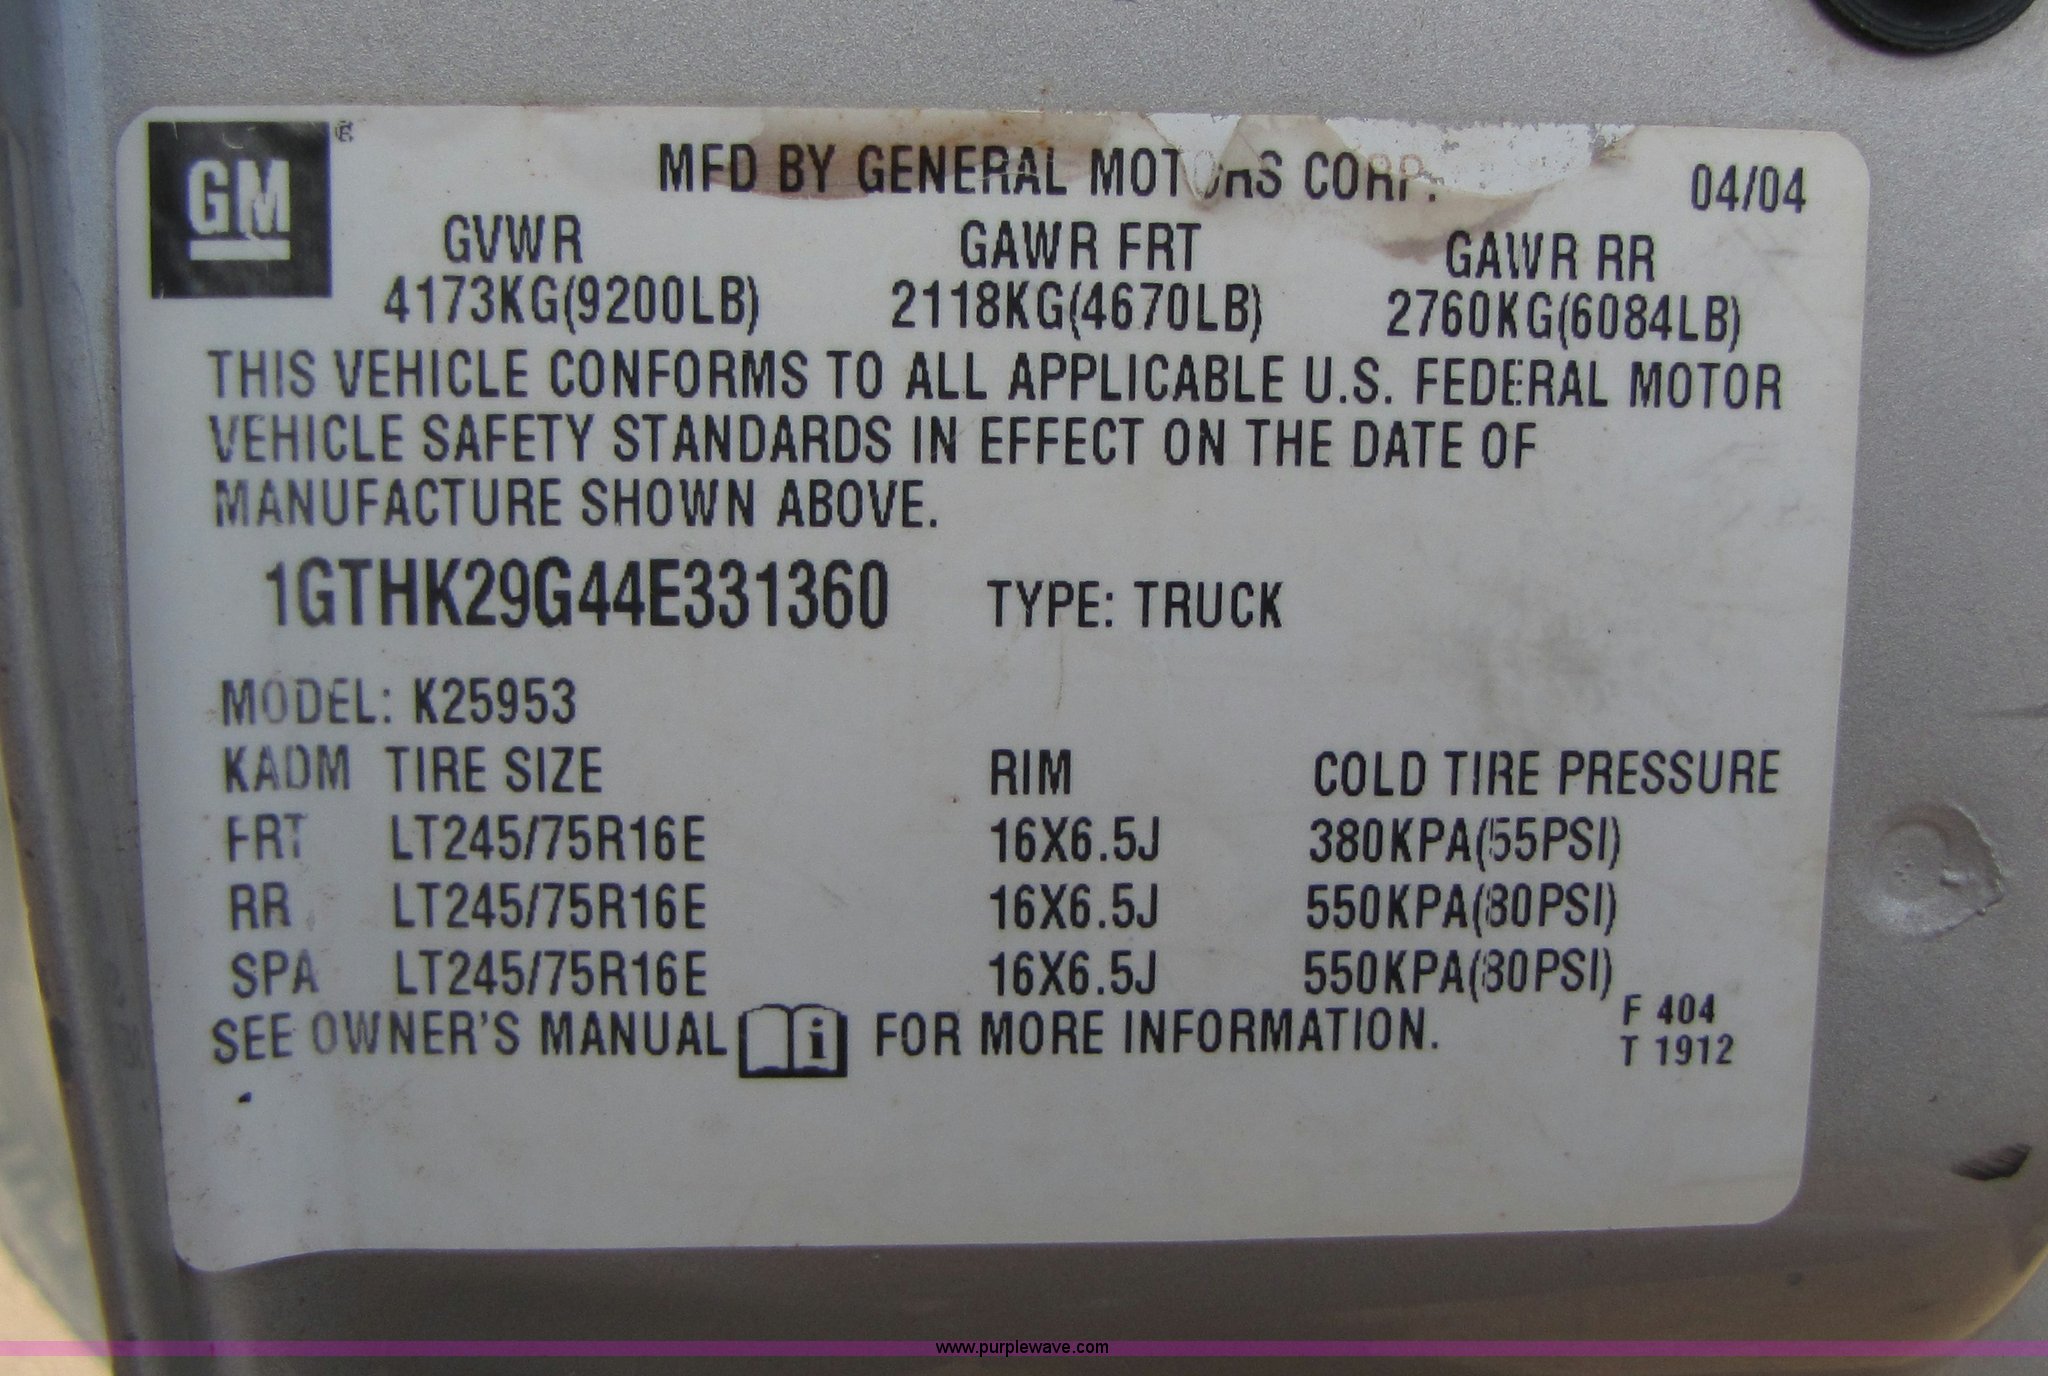 GM ®
MFD BY GENERAL MOTORS CORP. 04/04
GVWR GAWR FRT GAWR RR
4173KG(9200LB) 2118KG(4670LB) 2760KG(6084LB)
THIS VEHICLE CONFORMS TO ALL APPLICABLE U.S. FEDERAL MOTOR
VEHICLE SAFETY STANDARDS IN EFFECT ON THE DATE OF
MANUFACTURE SHOWN ABOVE.
1GTHK29G44E331360 TYPE: TRUCK
MODEL: K25953
KADM TIRE SIZE RIM COLD TIRE PRESSURE
FRT LT245/75R16E 16X6.5J 380KPA(55PSI)
RR LT245/75R16E 16X6.5J 550KPA(80PSI)
SPA LT245/75R16E 16X6.5J 550KPA(80PSI)
SEE OWNER'S MANUAL i FOR MORE INFORMATION.
F 404
T 1912
www.purplewave.com